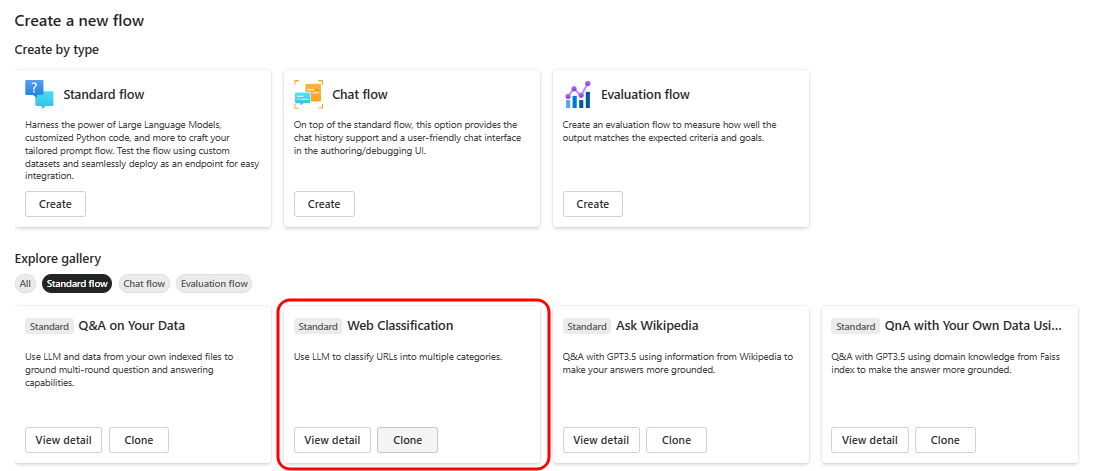 Create a new flow
Create by type
Standard flow
Harness the power of Large Language Models,
customized Python code, and more to craft your
tailored prompt flow. Test the flow using custom
datasets and seamlessly deploy as an endpoint for easy
integration.
Create
Chat flow
On top of the standard flow, this option provides the
chat history support and a user-friendly chat interface
in the authoring/debugging UI.
Create
Evaluation flow
Create an evaluation flow to measure how well the
output matches the expected criteria and goals.
Create
Explore gallery
All Standard flow Chat flow Evaluation flow
Standard Q&A on Your Data
Use LLM and data from your own indexed files to
ground multi-round question and answering
capabilities.
View detail Clone
Standard Web Classification
Use LLM to classify URLs into multiple categories.
View detail Clone
Standard Ask Wikipedia
Q&A with GPT3.5 using information from Wikipedia to
make your answers more grounded.
View detail Clone
Standard QnA with Your Own Data Usi...
Q&A with GPT3.5 using domain knowledge from Faiss
index to make the answer more grounded.
View detail Clone